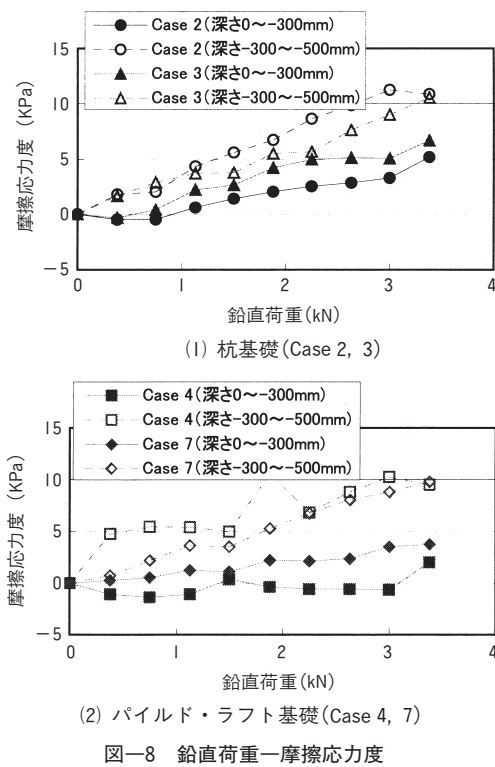 Case 2(深さ0〜-300mm)
Case 2(深さ-300〜-500mm)
Case 3(深さ0〜-300mm)
Case 3(深さ-300〜-500mm)
15
10
5
0
-5
摩擦応力度 (KPa)
0 1 2 3 4
鉛直荷重(kN)
(1) 杭基礎(Case 2, 3)
Case 4(深さ0〜-300mm)
Case 4(深さ-300〜-500mm)
Case 7(深さ0〜-300mm)
Case 7(深さ-300〜-500mm)
15
10
5
0
-5
摩擦応力度 (KPa)
0 1 2 3 4
鉛直荷重(kN)
(2) パイルド・ラフト基礎(Case 4, 7)
図—8 鉛直荷重—摩擦応力度